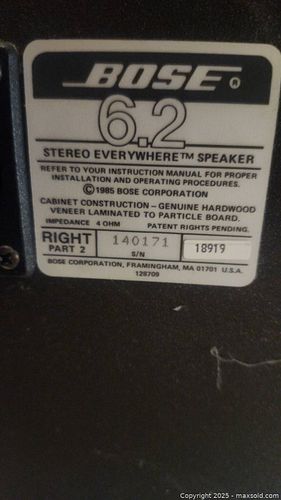 BOSE®
6.2
STEREO EVERYWHERE™ SPEAKER
REFER TO YOUR INSTRUCTION MANUAL FOR PROPER
INSTALLATION AND OPERATING PROCEDURES.
©1985 BOSE CORPORATION
CABINET CONSTRUCTION – GENUINE HARDWOOD
VENEER LAMINATED TO PARTICLE BOARD.
IMPEDANCE 4 OHM PATENT RIGHTS PENDING.
RIGHT 140171 18919
PART 2 S/N
BOSE CORPORATION, FRAMINGHAM, MA 01701 U.S.A.
128709
Copyright © 2025 - maxsold.com